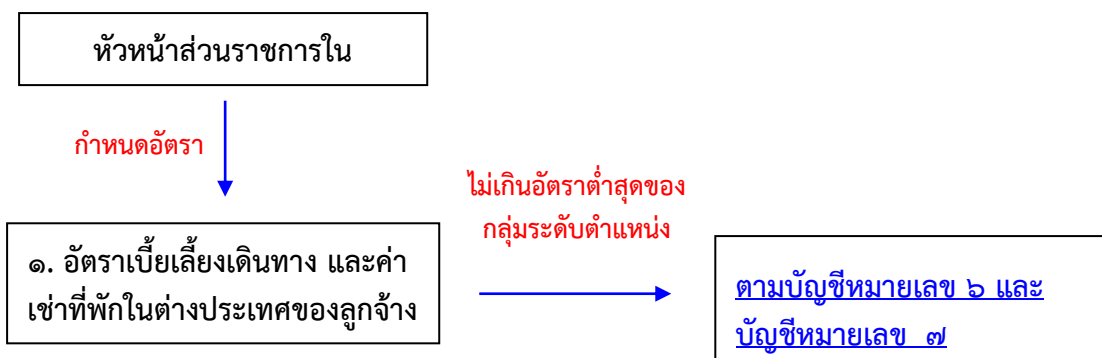 หัวหน้าส่วนราชการใน
กำหนดอัตรา
ไม่เกินอัตราต่ำสุดของ
กลุ่มระดับตำแหน่ง
๑. อัตราเบี้ยเลี้ยงเดินทาง และค่า
เช่าที่พักในต่างประเทศของลูกจ้าง
ตามบัญชีหมายเลข ๖ และ
บัญชีหมายเลข ๗